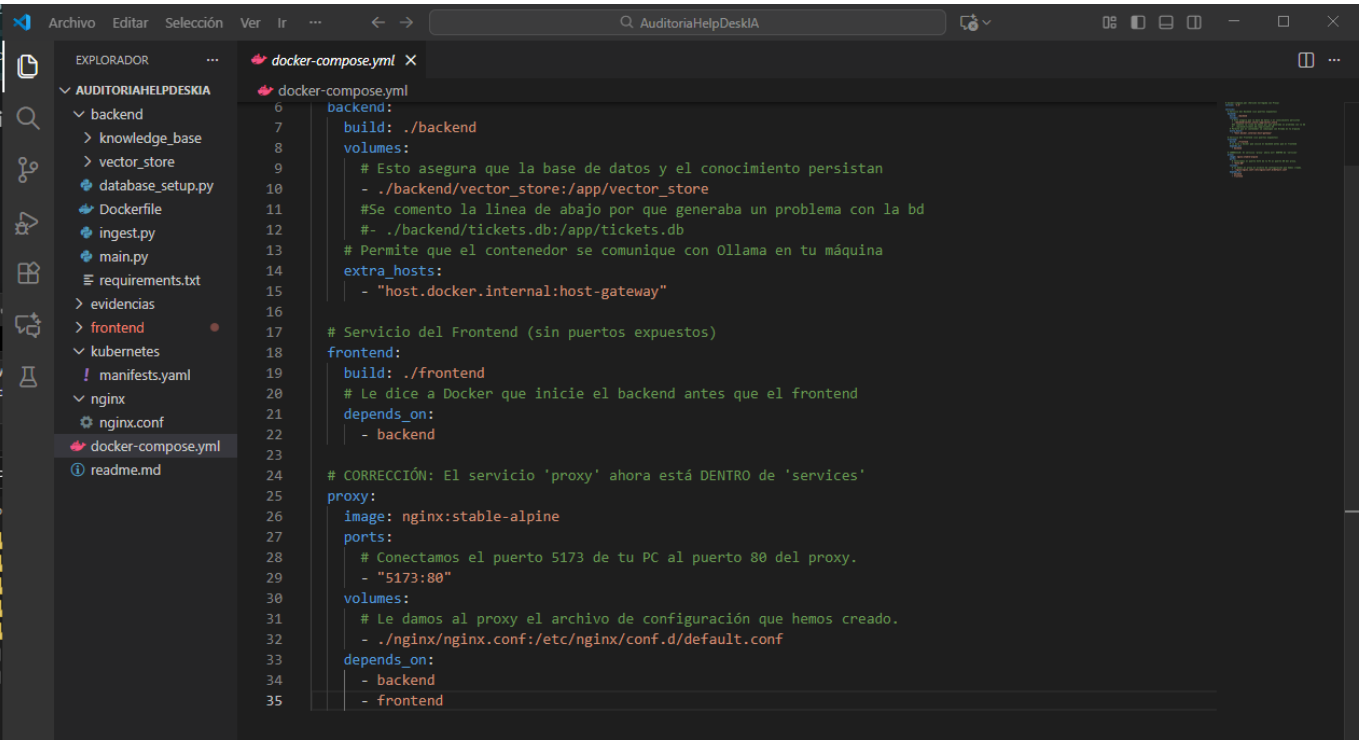 Archivo Editar Selección Ver Ir ··· AuditoriaHelpDeskIA
EXPLORADOR ···
AUDITORIAHELPDESKIA
backend
knowledge_base
vector_store
database_setup.py
Dockerfile
ingest.py
main.py
requirements.txt
evidencias
frontend
kubernetes
manifests.yaml
nginx
nginx.conf
docker-compose.yml
readme.md
docker-compose.yml
docker-compose.yml
6 backend:
7 build: ./backend
8 volumes:
9 # Esto asegura que la base de datos y el conocimiento persistan
10 - ./backend/vector_store:/app/vector_store
11 #Se comento la linea de abajo por que generaba un problema con la bd
12 #- ./backend/tickets.db:/app/tickets.db
13 # Permite que el contenedor se comunique con Ollama en tu máquina
14 extra_hosts:
15 - "host.docker.internal:host-gateway"
16
17 # Servicio del Frontend (sin puertos expuestos)
18 frontend:
19 build: ./frontend
20 # Le dice a Docker que inicie el backend antes que el frontend
21 depends_on:
22 - backend
23
24 # CORRECCIÓN: El servicio 'proxy' ahora está DENTRO de 'services'
25 proxy:
26 image: nginx:stable-alpine
27 ports:
28 # Conectamos el puerto 5173 de tu PC al puerto 80 del proxy.
29 - "5173:80"
30 volumes:
31 # Le damos al proxy el archivo de configuración que hemos creado.
32 - ./nginx/nginx.conf:/etc/nginx/conf.d/default.conf
33 depends_on:
34 - backend
35 - frontend